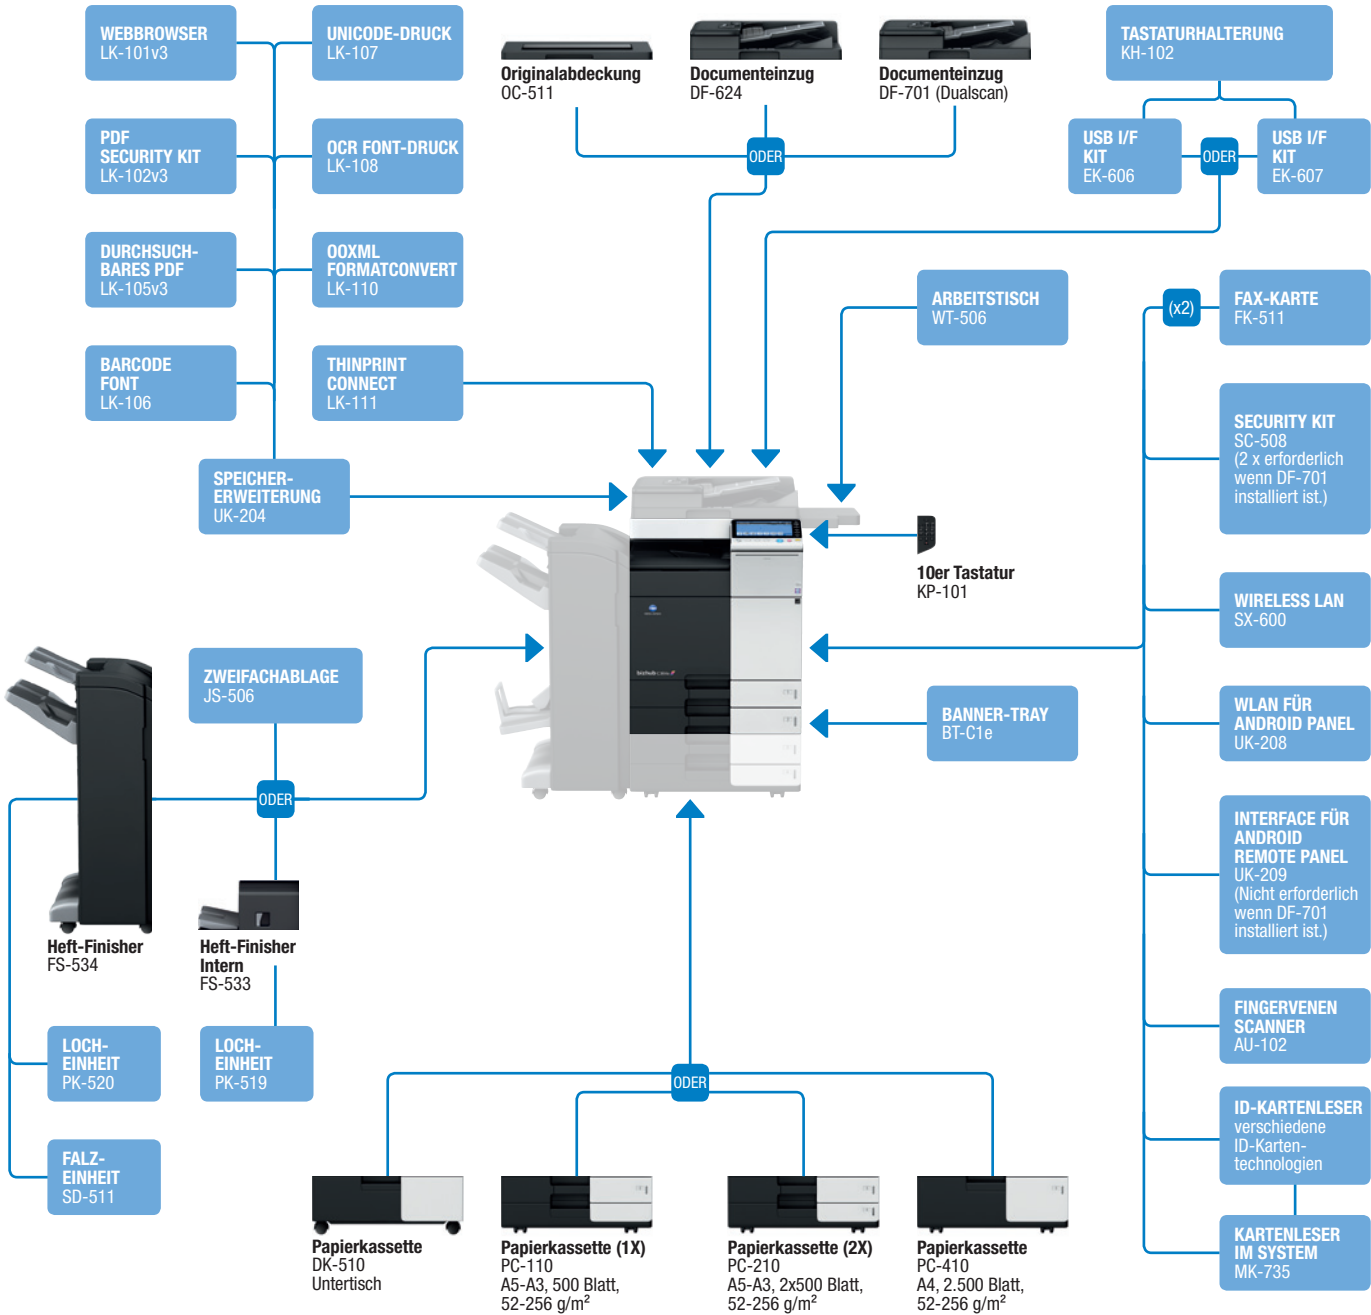 WEBBROWSER
LK-101v3
UNICODE-DRUCK
LK-107
Originalabdeckung
OC-511
Documenteinzug
DF-624
Documenteinzug
DF-701 (Dualscan)
TASTATURHALTERUNG
KH-102
PDF
SECURITY KIT
LK-102v3
OCR FONT-DRUCK
LK-108
ODER
USB I/F
KIT
EK-606
ODER
USB I/F
KIT
EK-607
DURCHSUCH-
BARES PDF
LK-105v3
OOXML
FORMATCONVERT
LK-110
ARBEITSTISCH
WT-506
(x2)
FAX-KARTE
FK-511
BARCODE
FONT
LK-106
THINPRINT
CONNECT
LK-111
SECURITY KIT
SC-508
(2 x erforderlich
wenn DF-701
installiert ist.)
SPEICHER-
ERWEITERUNG
UK-204
10er Tastatur
KP-101
WIRELESS LAN
SX-600
bizhub
ZWEIFACHABLAGE
JS-506
BANNER-TRAY
BT-C1e
WLAN FÜR
ANDROID PANEL
UK-208
ODER
INTERFACE FÜR
ANDROID
REMOTE PANEL
UK-209
(Nicht erforderlich
wenn DF-701
installiert ist.)
Heft-Finisher
FS-534
Heft-Finisher
Intern
FS-533
FINGERVENEN
SCANNER
AU-102
LOCH-
EINHEIT
PK-520
LOCH-
EINHEIT
PK-519
ODER
ID-KARTENLESER
verschiedene
ID-Karten-
technologien
FALZ-
EINHEIT
SD-511
KARTENLESER
IM SYSTEM
MK-735
Papierkassette
DK-510
Untertisch
Papierkassette (1X)
PC-110
A5-A3, 500 Blatt,
52-256 g/m²
Papierkassette (2X)
PC-210
A5-A3, 2x500 Blatt,
52-256 g/m²
Papierkassette
PC-410
A4, 2.500 Blatt,
52-256 g/m²